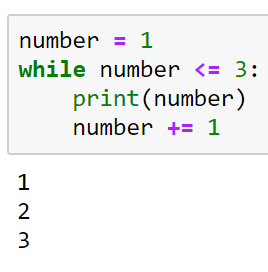 number = 1
while number <= 3:
    print(number)
    number += 1
1
2
3